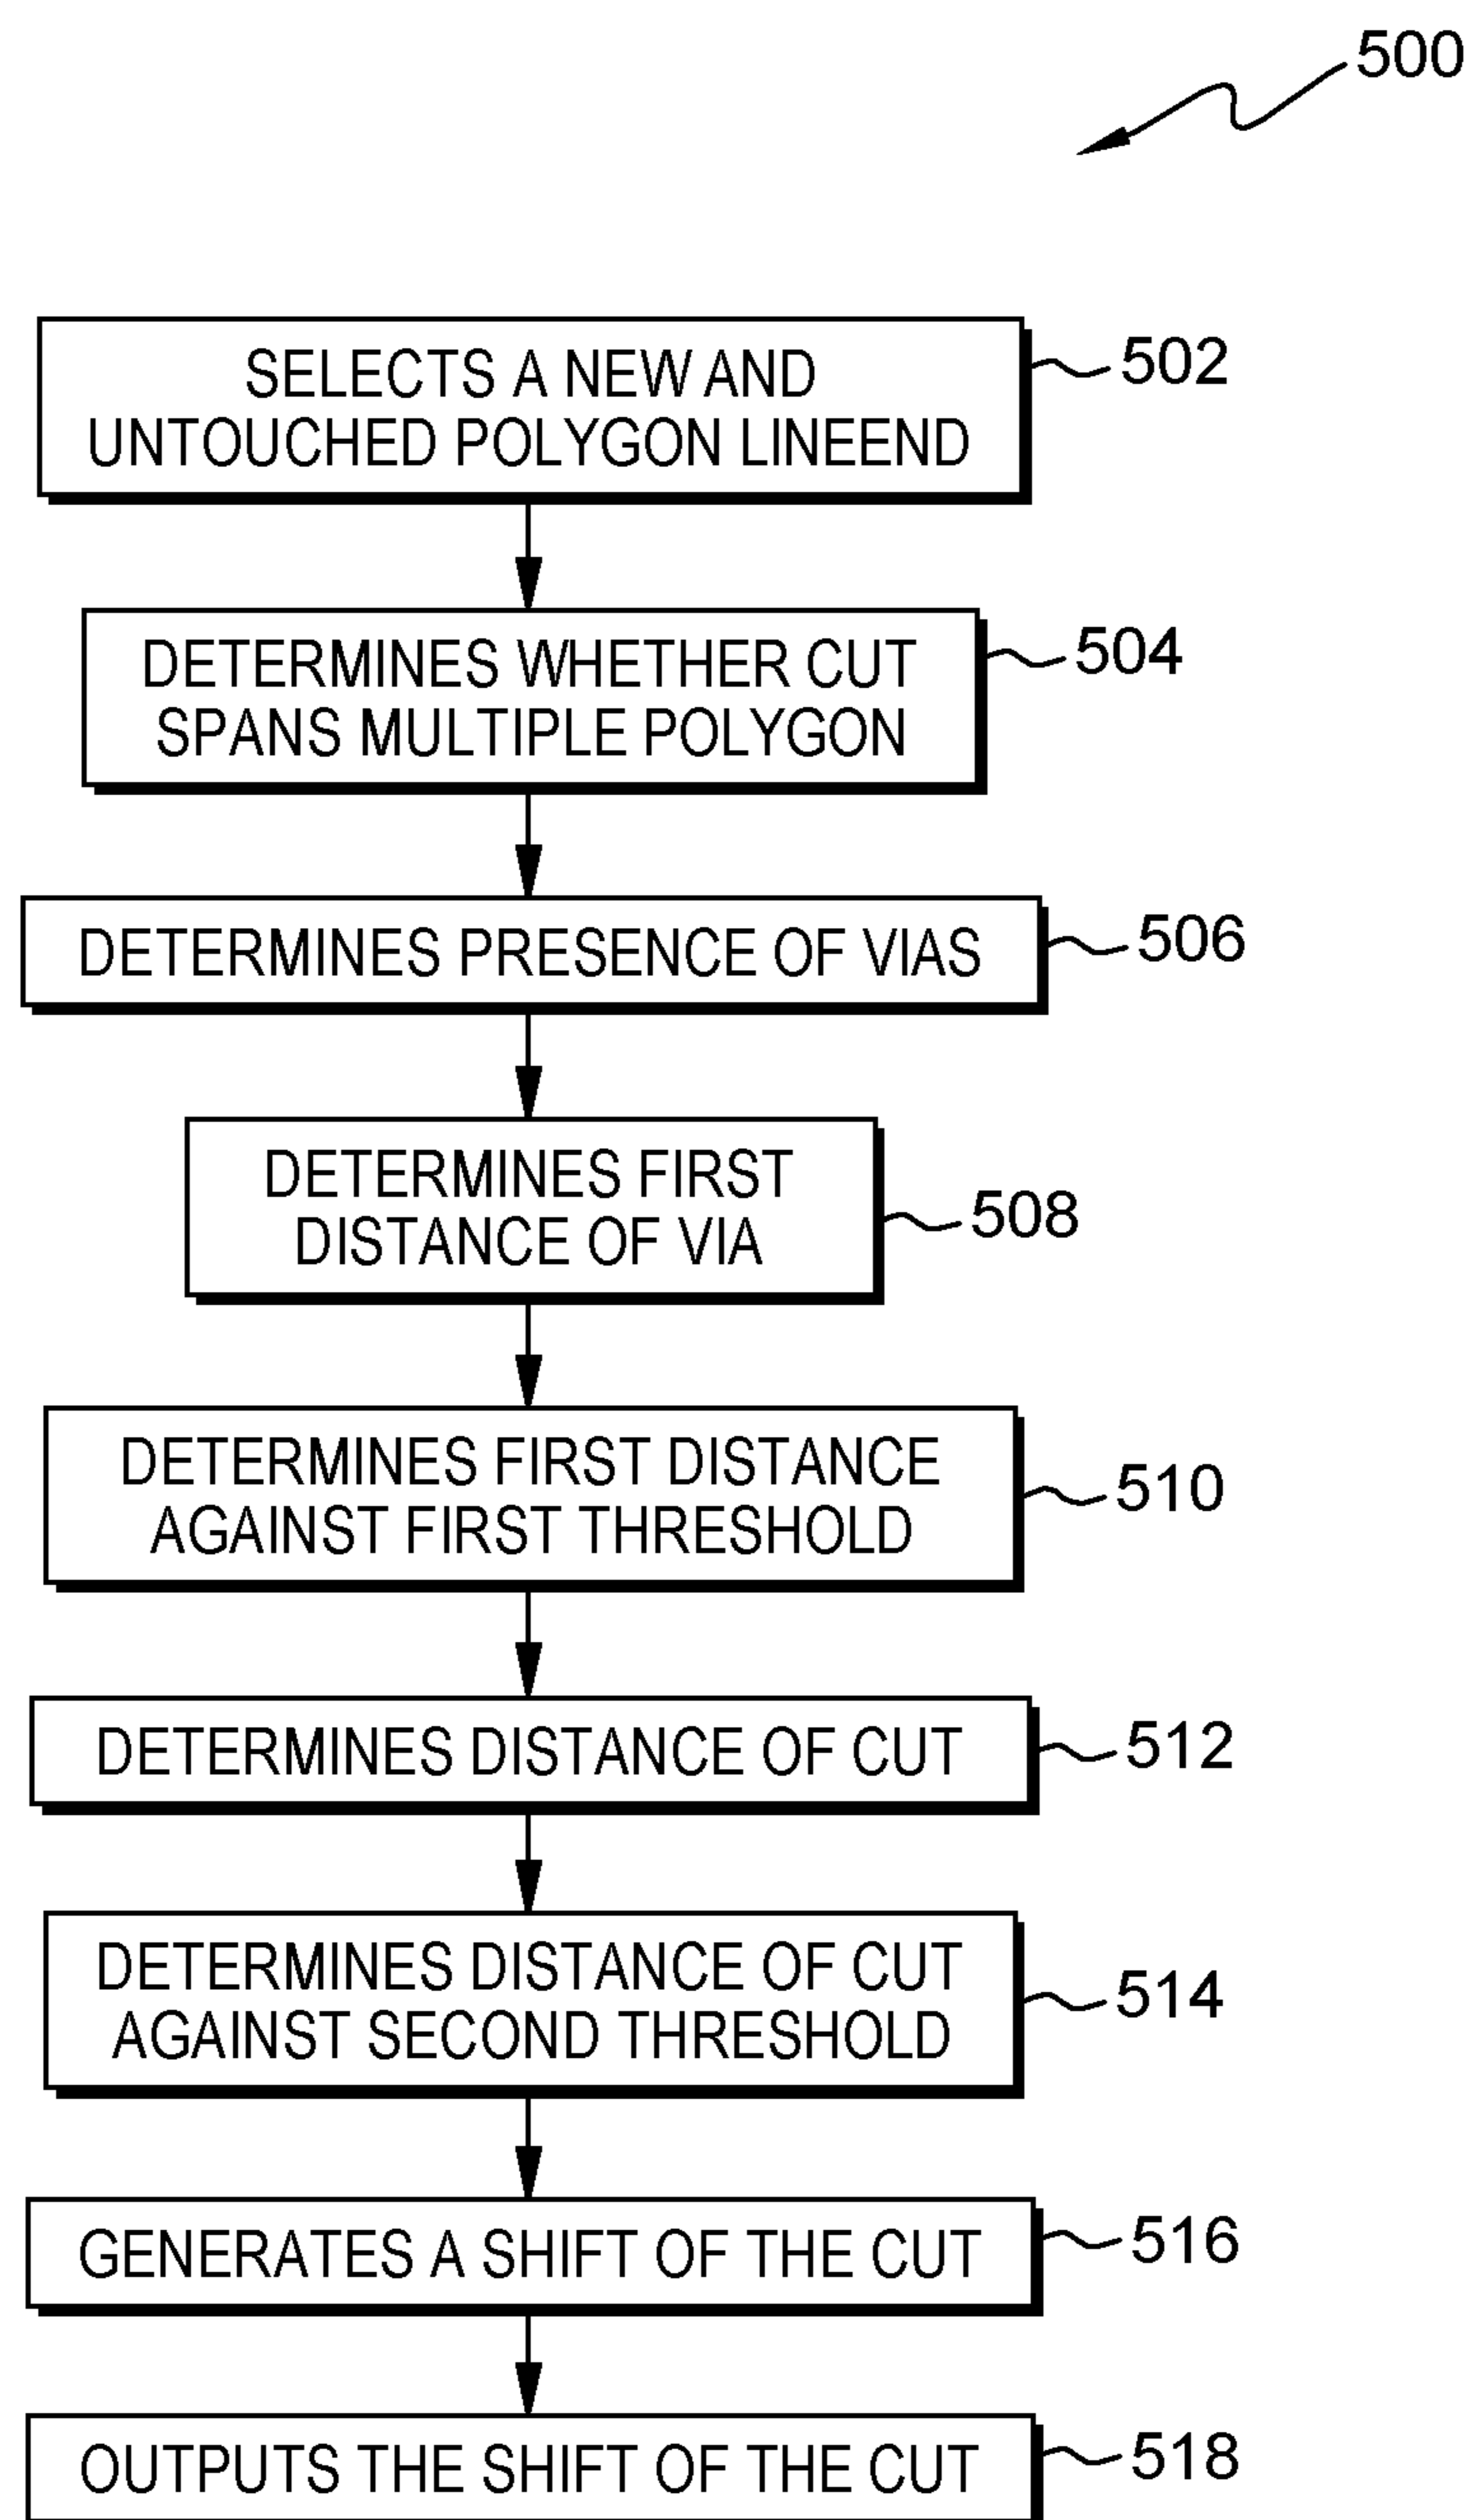 500
SELECTS A NEW AND
UNTOUCHED POLYGON LINEEND
502
DETERMINES WHETHER CUT
SPANS MULTIPLE POLYGON
504
DETERMINES PRESENCE OF VIAS
506
DETERMINES FIRST
DISTANCE OF VIA
508
DETERMINES FIRST DISTANCE
AGAINST FIRST THRESHOLD
510
DETERMINES DISTANCE OF CUT
512
DETERMINES DISTANCE OF CUT
AGAINST SECOND THRESHOLD
514
GENERATES A SHIFT OF THE CUT
516
OUTPUTS THE SHIFT OF THE CUT
518